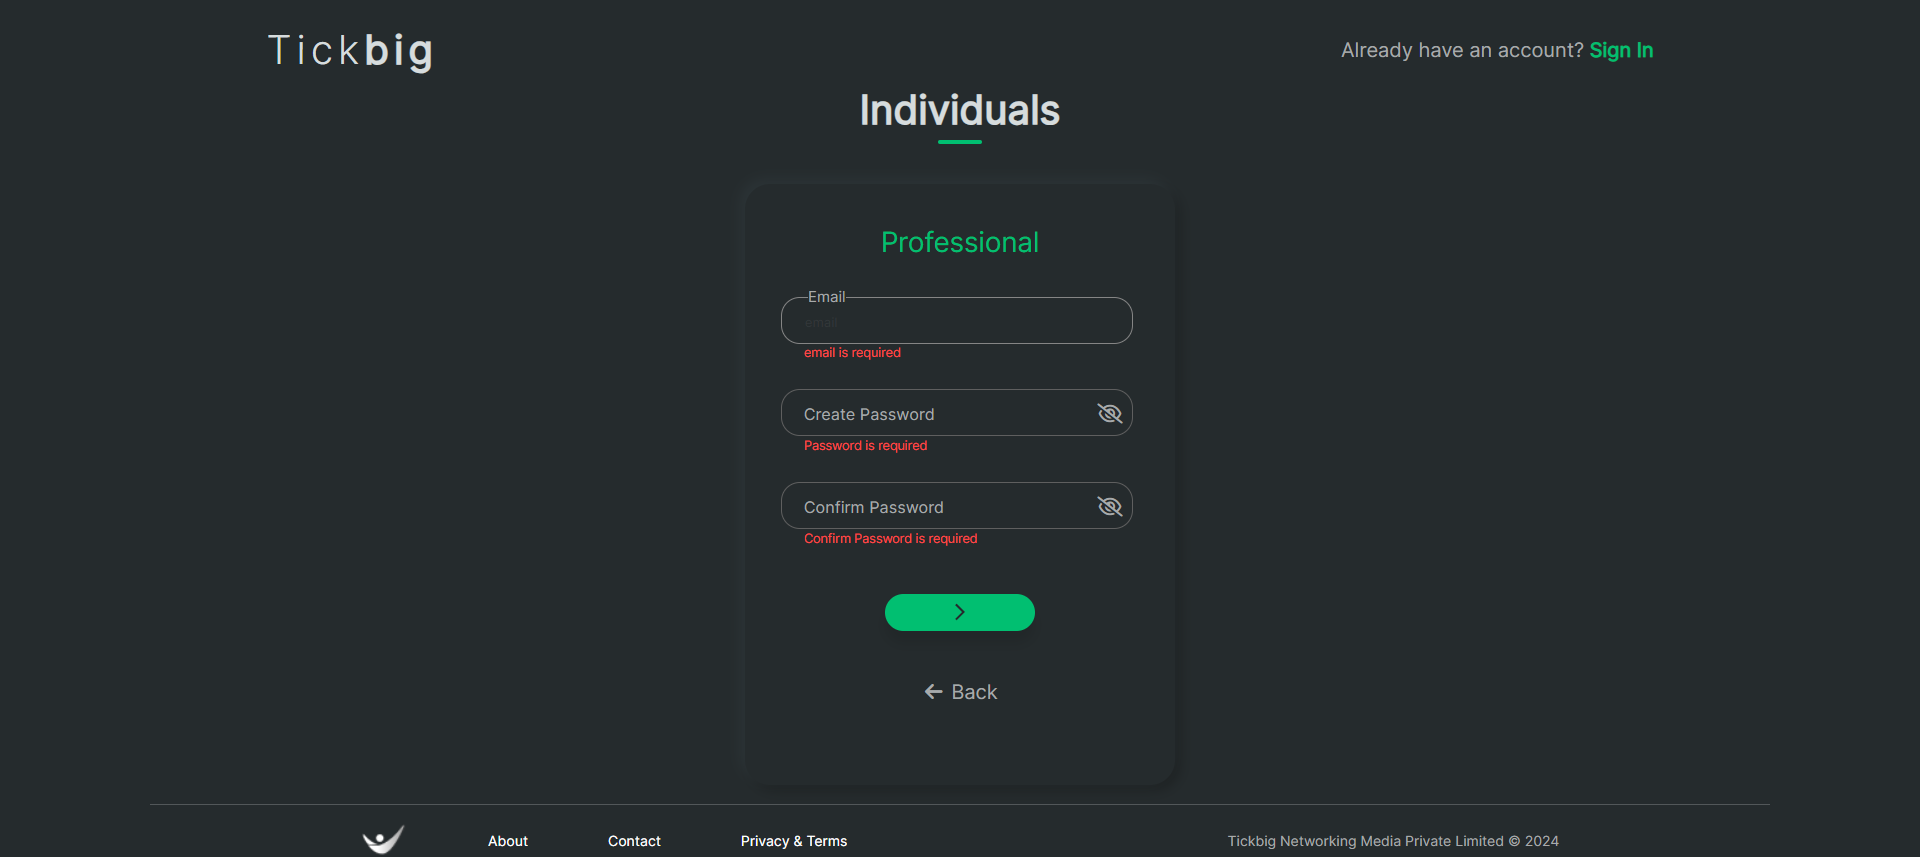 Tickbig
Already have an account? Sign In
Individuals
Professional
Email
email
email is required
Create Password
Password is required
Confirm Password
Confirm Password is required
Back
About
Contact
Privacy & Terms
Tickbig Networking Media Private Limited © 2024